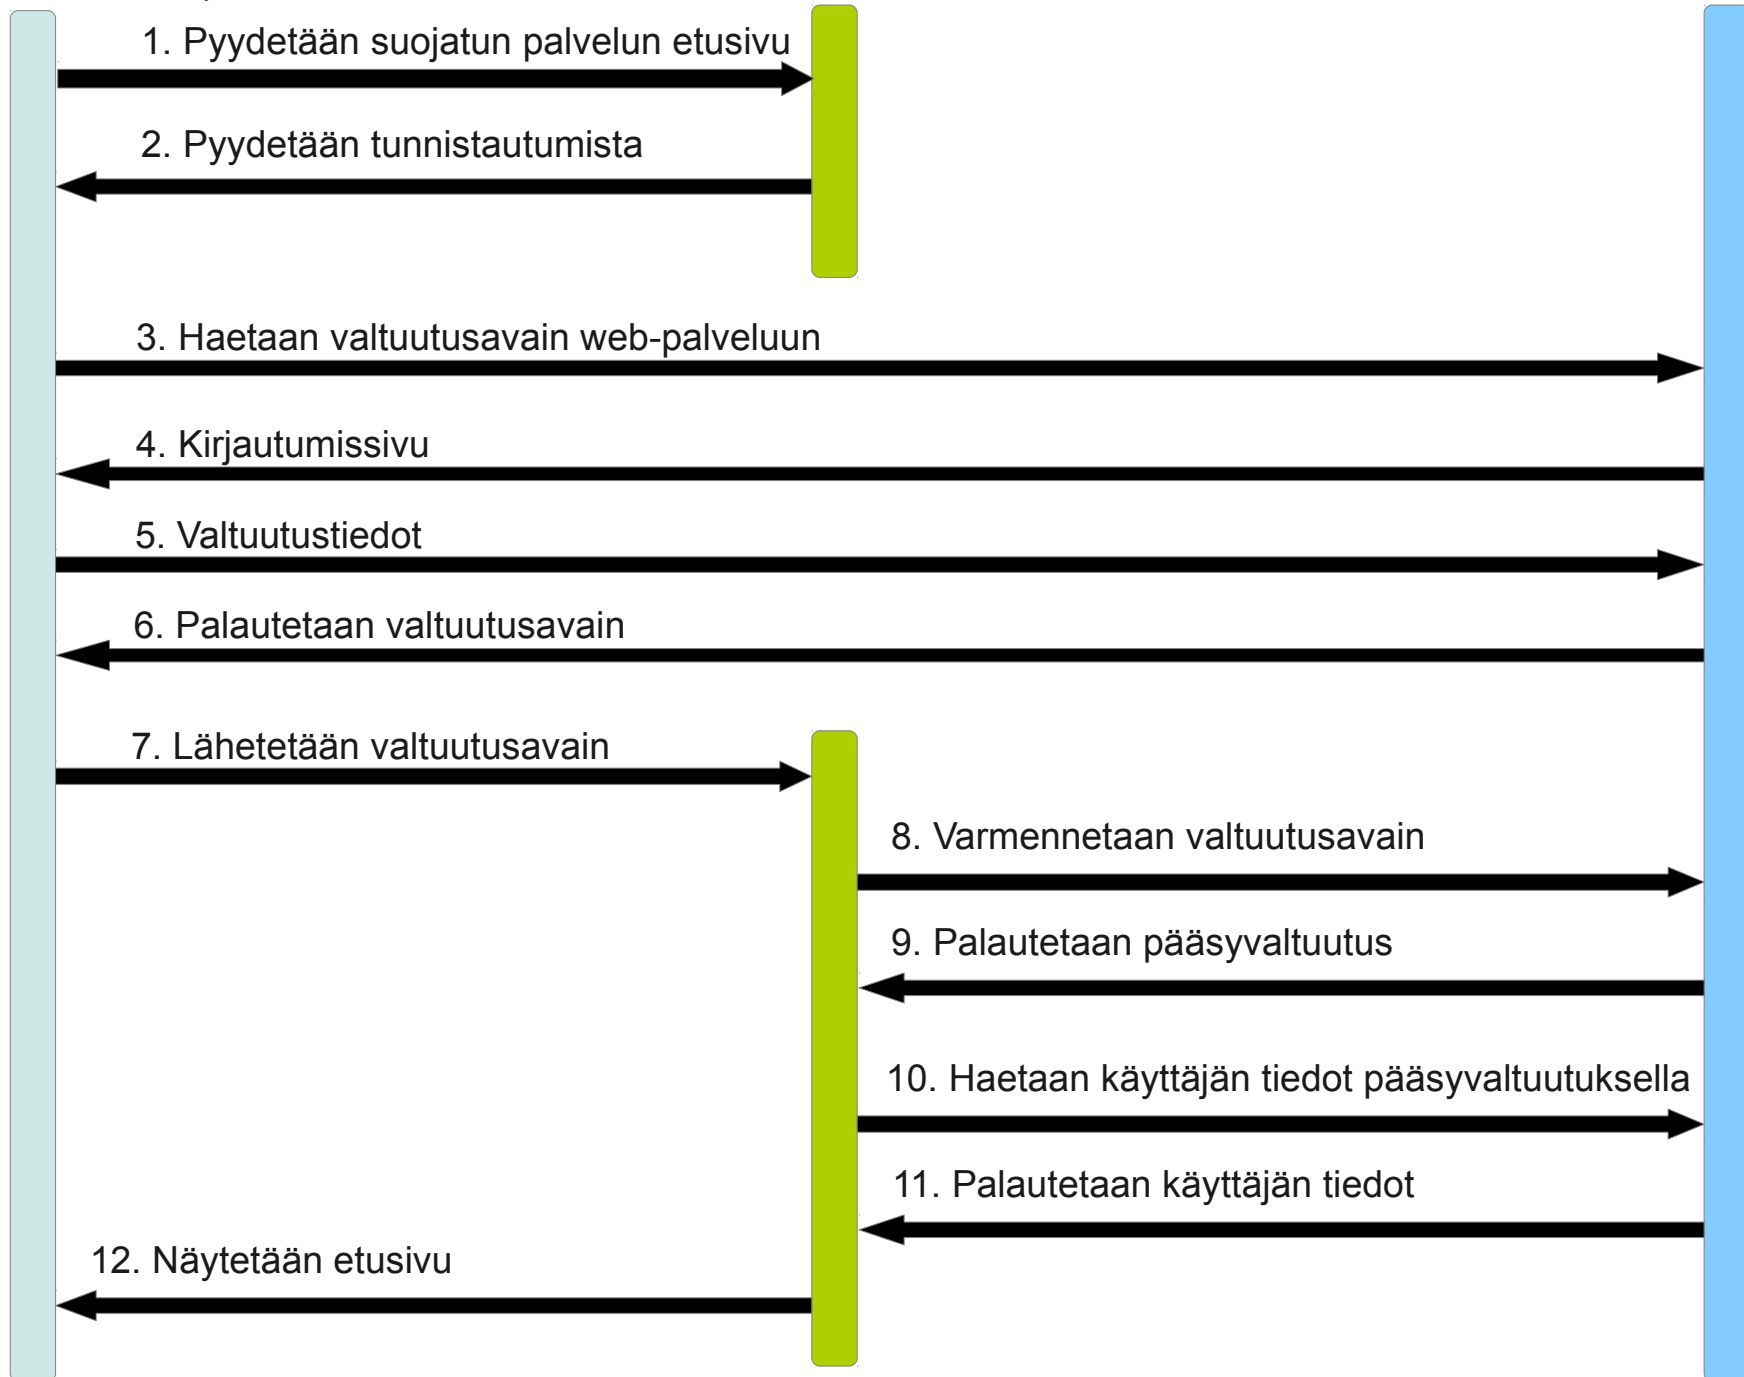 1. Pyydetään suojatun palvelun etusivu
2. Pyydetään tunnistautumista
3. Haetaan valtuutusavain web-palveluun
4. Kirjautumissivu
5. Valtuutustiedot
6. Palautetaan valtuutusavain
7. Lähetetään valtuutusavain
8. Varmennetaan valtuutusavain
9. Palautetaan pääsyvaltuutus
10. Haetaan käyttäjän tiedot pääsyvaltuutuksella
11. Palautetaan käyttäjän tiedot
12. Näytetään etusivu